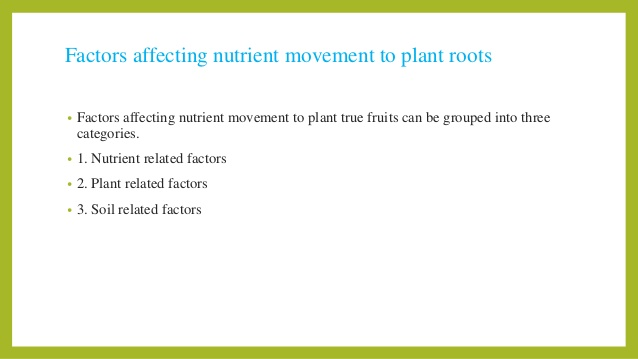 Factors affecting nutrient movement to plant roots
• Factors affecting nutrient movement to plant true fruits can be grouped into three
categories.
• 1. Nutrient related factors
• 2. Plant related factors
• 3. Soil related factors